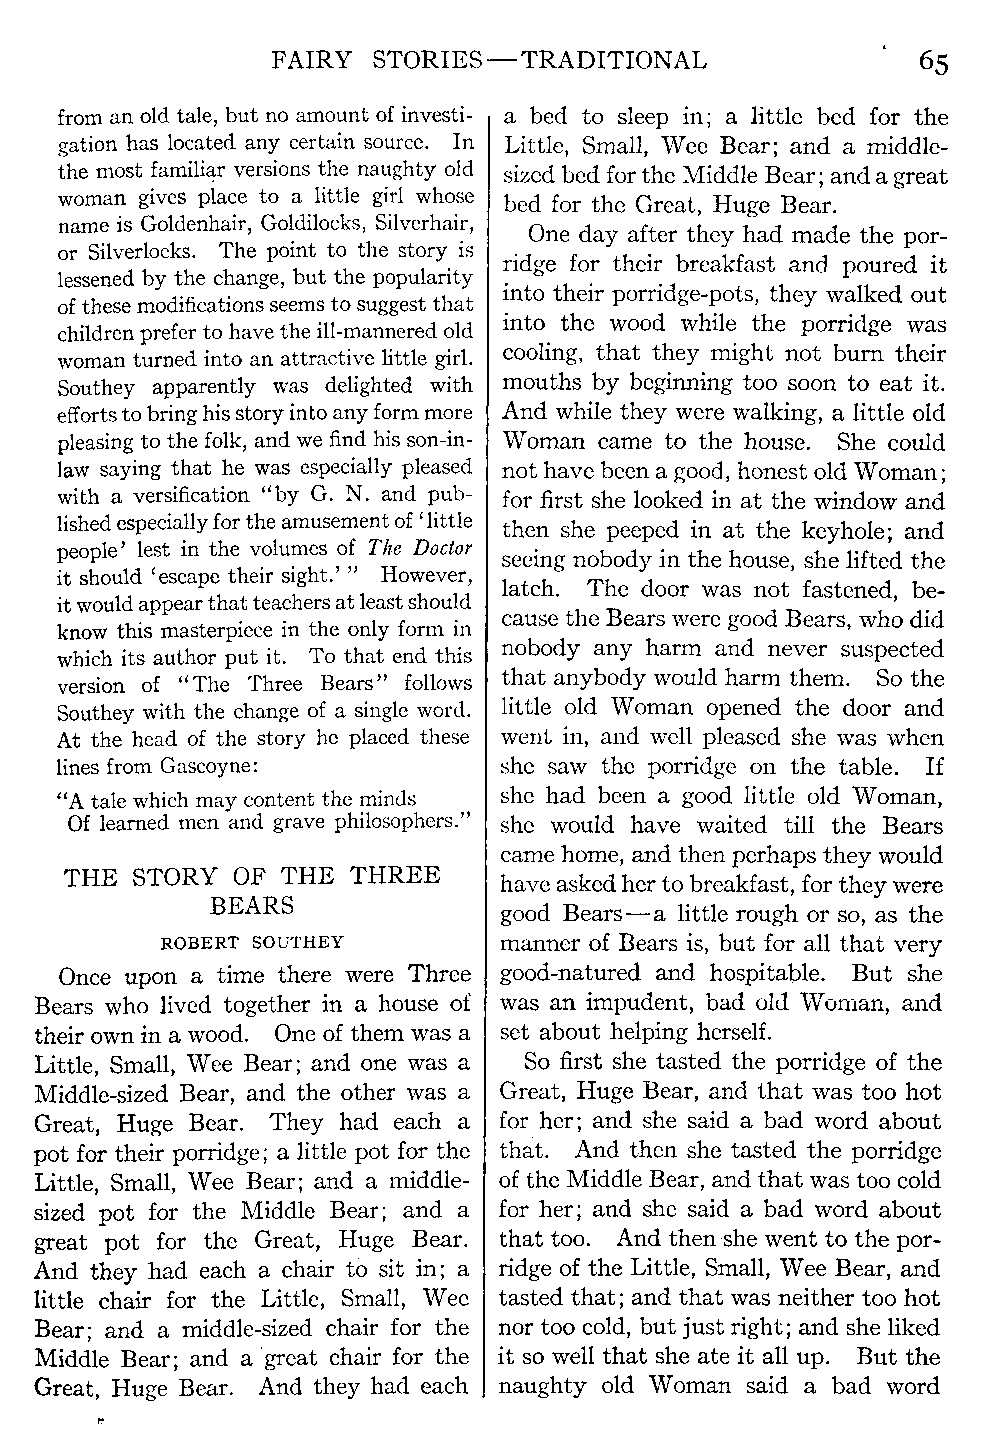 FAIRY STORIES—TRADITIONAL 65
from an old tale, but no amount of investi-
gation has located any certain source. In
the most familiar versions the naughty old
woman gives place to a little girl whose
name is Goldenhair, Goldilocks, Silverhair,
or Silverlocks. The point to the story is
lessened by the change, but the popularity
of these modifications seems to suggest that
children prefer to have the ill-mannered old
woman turned into an attractive little girl.
Southey apparently was delighted with
efforts to bring his story into any form more
pleasing to the folk, and we find his son-in-
law saying that he was especially pleased
with a versification "by G. N. and pub-
lished especially for the amusement of 'little
people' lest in the volumes of The Doctor
it should 'escape their sight.'" However,
it would appear that teachers at least should
know this masterpiece in the only form in
which its author put it. To that end this
version of "The Three Bears" follows
Southey with the change of a single word.
At the head of the story he placed these
lines from Gascoyne:
"A tale which may content the minds
Of learned men and grave philosophers."
THE STORY OF THE THREE
BEARS
ROBERT SOUTHEY
Once upon a time there were Three
Bears who lived together in a house of
their own in a wood. One of them was a
Little, Small, Wee Bear; and one was a
Middle-sized Bear, and the other was a
Great, Huge Bear. They had each a
pot for their porridge; a little pot for the
Little, Small, Wee Bear; and a middle-
sized pot for the Middle Bear; and a
great pot for the Great, Huge Bear.
And they had each a chair to sit in; a
little chair for the Little, Small, Wee
Bear; and a middle-sized chair for the
Middle Bear; and a great chair for the
Great, Huge Bear. And they had each
a bed to sleep in; a little bed for the
Little, Small, Wee Bear; and a middle-
sized bed for the Middle Bear; and a great
bed for the Great, Huge Bear.
One day after they had made the por-
ridge for their breakfast and poured it
into their porridge-pots, they walked out
into the wood while the porridge was
cooling, that they might not burn their
mouths by beginning too soon to eat it.
And while they were walking, a little old
Woman came to the house. She could
not have been a good, honest old Woman;
for first she looked in at the window and
then she peeped in at the keyhole; and
seeing nobody in the house, she lifted the
latch. The door was not fastened, be-
cause the Bears were good Bears, who did
nobody any harm and never suspected
that anybody would harm them. So the
little old Woman opened the door and
went in, and well pleased she was when
she saw the porridge on the table. If
she had been a good little old Woman,
she would have waited till the Bears
came home, and then perhaps they would
have asked her to breakfast, for they were
good Bears—a little rough or so, as the
manner of Bears is, but for all that very
good-natured and hospitable. But she
was an impudent, bad old Woman, and
set about helping herself.
So first she tasted the porridge of the
Great, Huge Bear, and that was too hot
for her; and she said a bad word about
that. And then she tasted the porridge
of the Middle Bear, and that was too cold
for her; and she said a bad word about
that too. And then she went to the por-
ridge of the Little, Small, Wee Bear, and
tasted that; and that was neither too hot
nor too cold, but just right; and she liked
it so well that she ate it all up. But the
naughty old Woman said a bad word